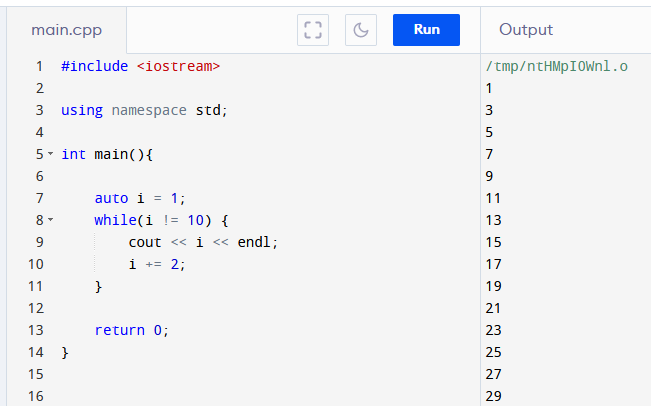 main.cpp Run Output
1 #include <iostream> /tmp/ntHMpIOWnl.o
2 1
3 using namespace std; 3
4 5
5 int main(){ 7
6 9
7 auto i = 1; 11
8 while(i != 10) { 13
9 cout << i << endl; 15
10 i += 2; 17
11 } 19
12 21
13 return 0; 23
14 } 25
15 27
16 29